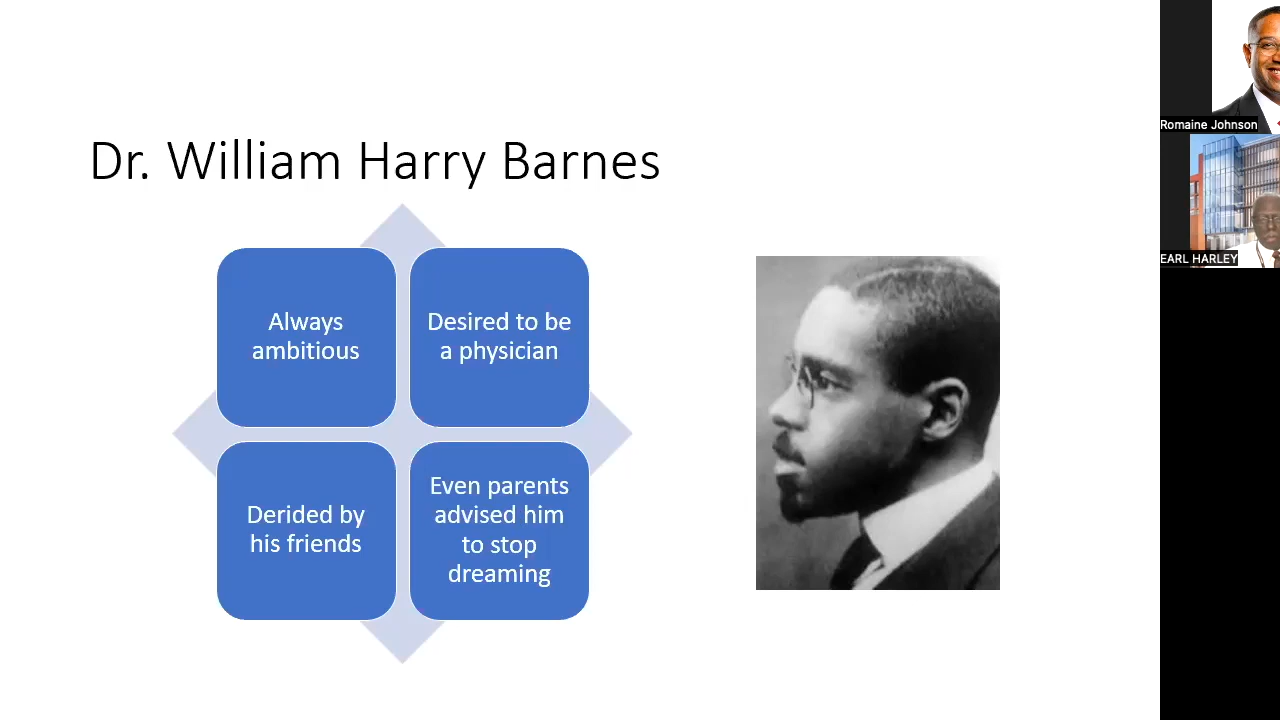 Dr. William Harry Barnes
Always
ambitious
Desired to be
a physician
Derided by
his friends
Even parents
advised him
to stop
dreaming
Romaine Johnson
EARL HARLEY